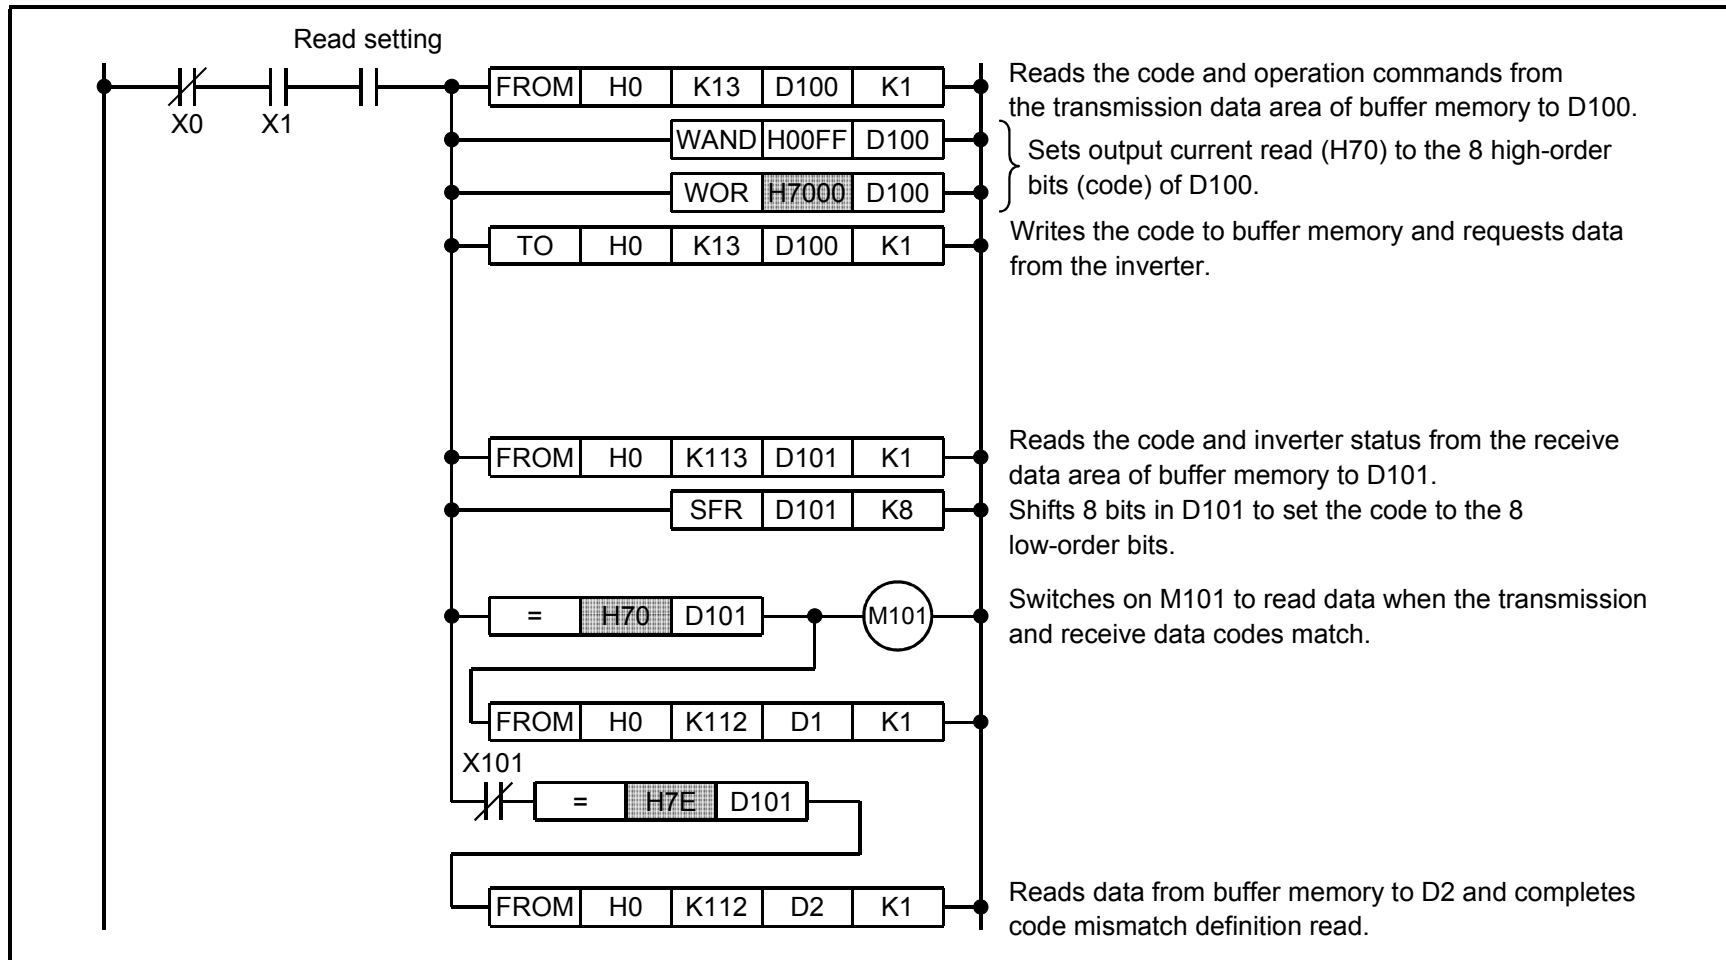 Read setting
X0 X1
FROM H0 K13 D100 K1
Reads the code and operation commands from
the transmission data area of buffer memory to D100.
WAND H00FF D100
Sets output current read (H70) to the 8 high-order
bits (code) of D100.
WOR H7000 D100
TO H0 K13 D100 K1
Writes the code to buffer memory and requests data
from the inverter.
FROM H0 K113 D101 K1
Reads the code and inverter status from the receive
data area of buffer memory to D101.
SFR D101 K8
Shifts 8 bits in D101 to set the code to the 8
low-order bits.
= H70 D101 M101
Switches on M101 to read data when the transmission
and receive data codes match.
FROM H0 K112 D1 K1
X101
= H7E D101
FROM H0 K112 D2 K1
Reads data from buffer memory to D2 and completes
code mismatch definition read.